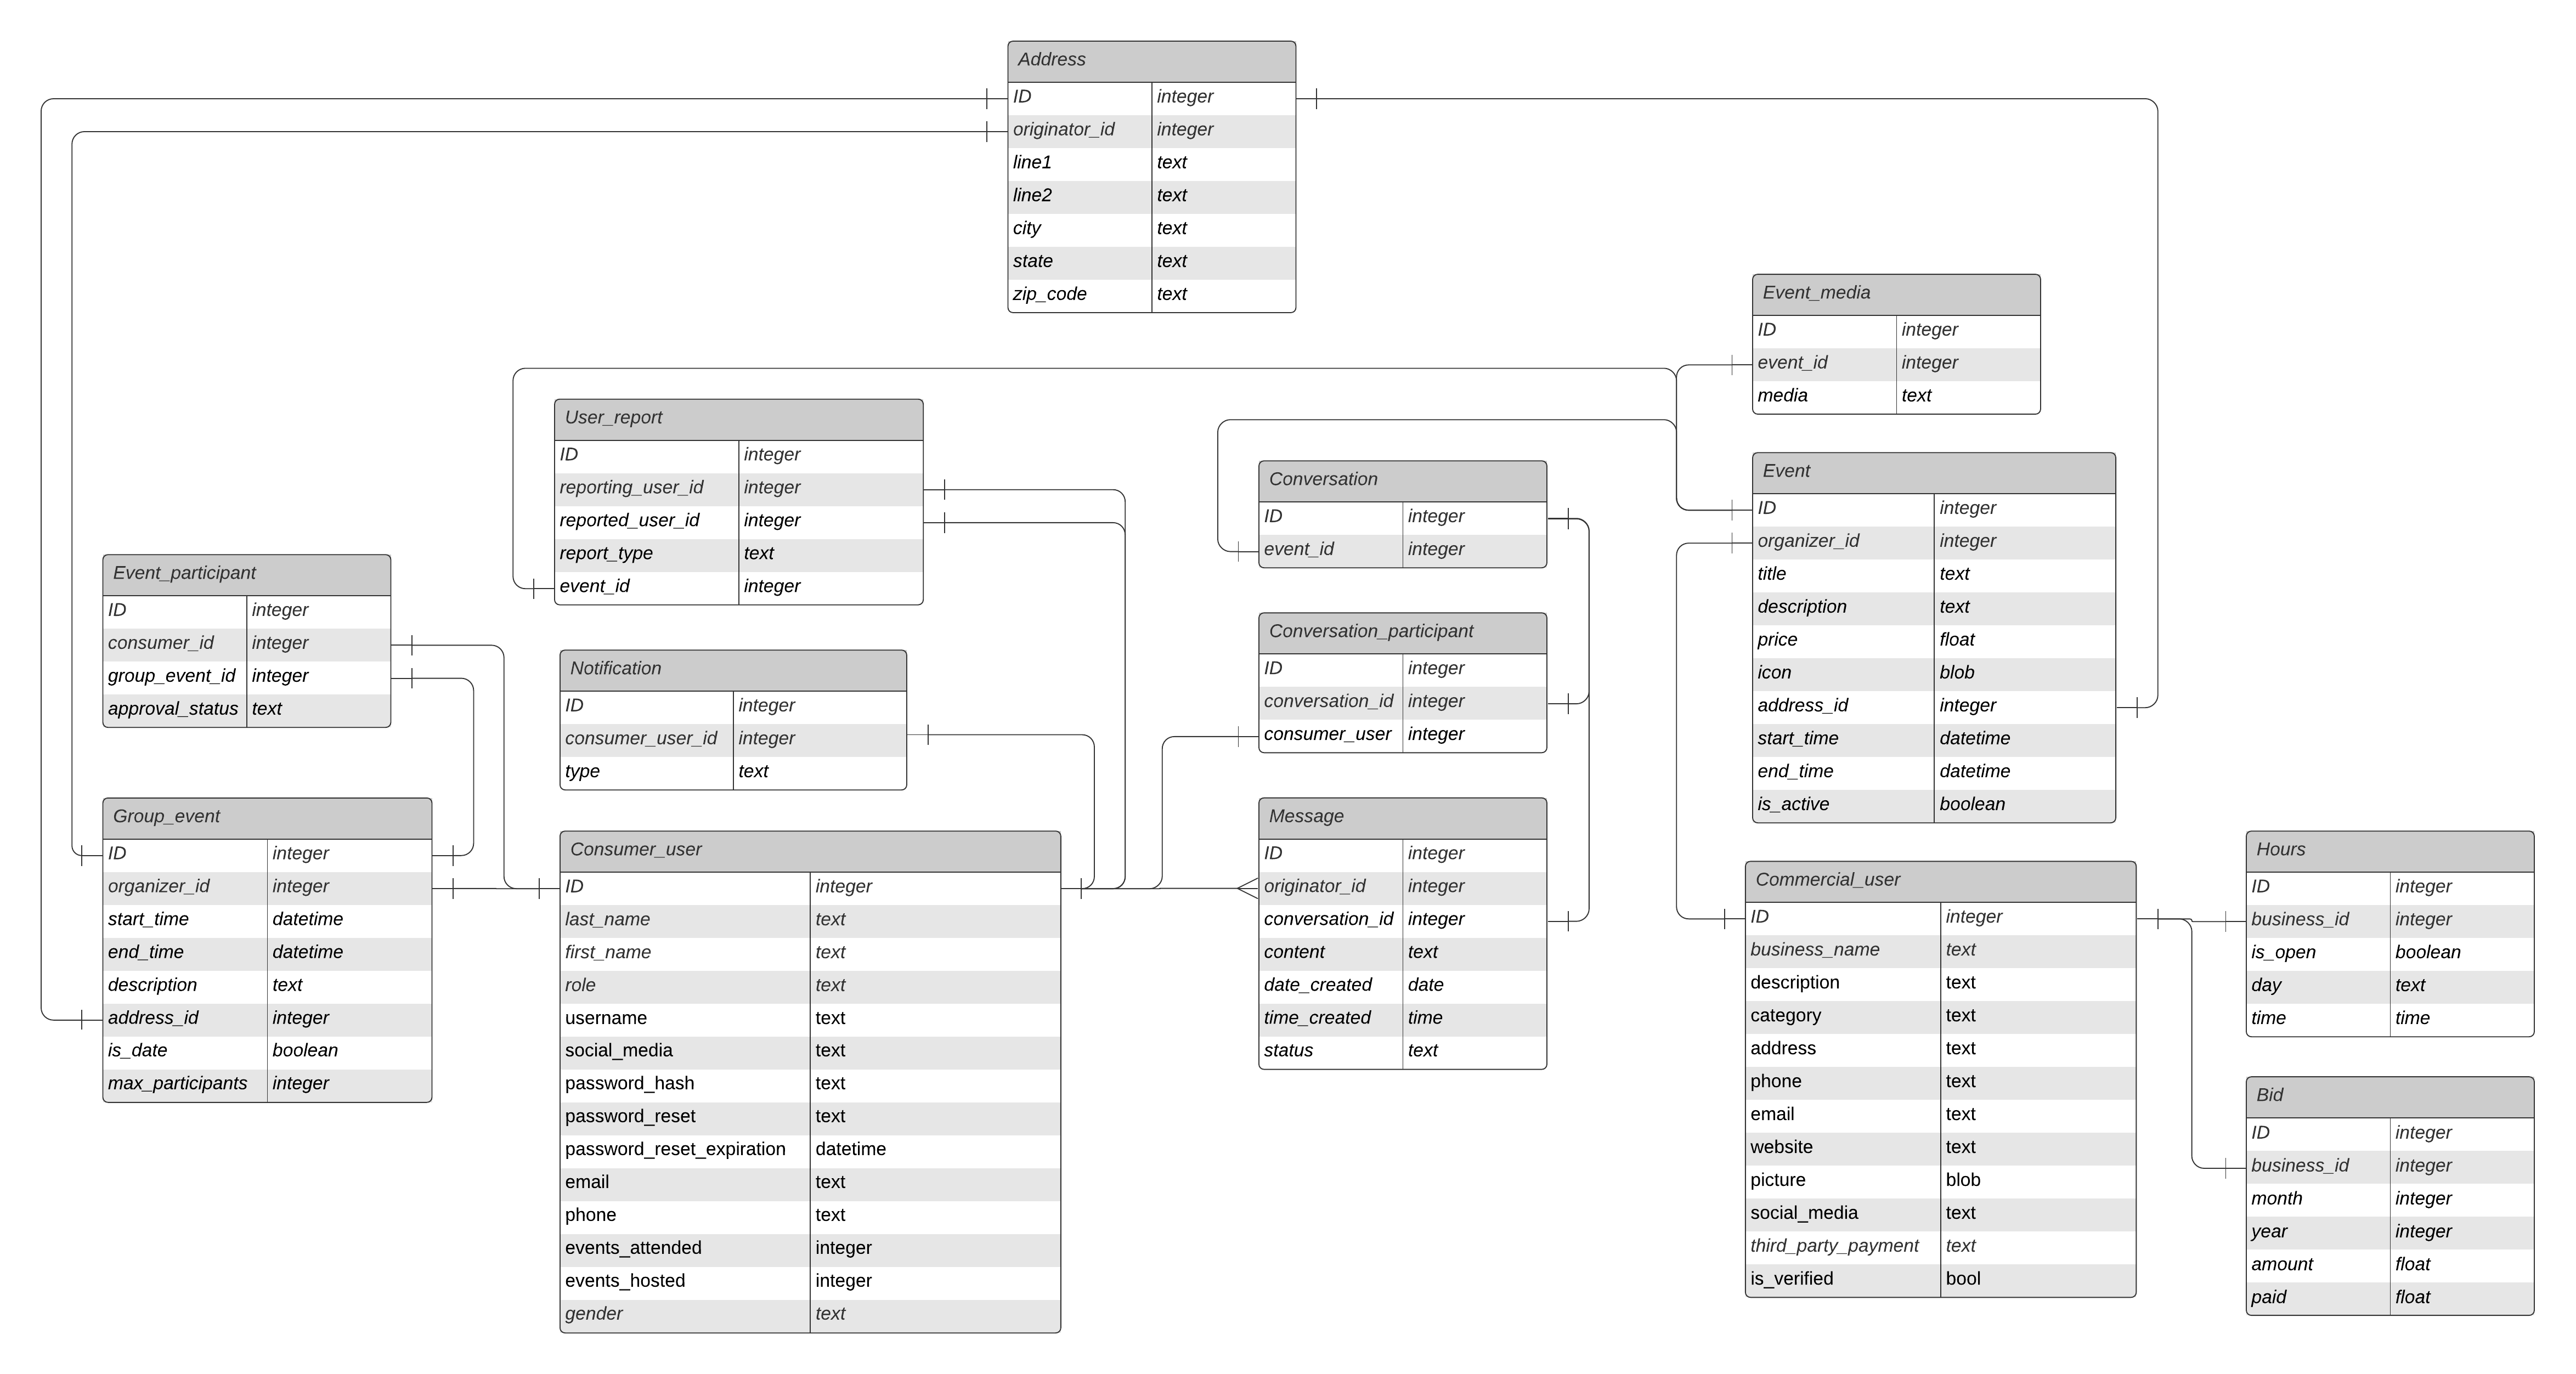 Address
ID integer
originator_id integer
line1 text
line2 text
city text
state text
zip_code text
Event_media
ID integer
event_id integer
media text
User_report
ID integer
reporting_user_id integer
reported_user_id integer
report_type text
event_id integer
Conversation
ID integer
event_id integer
Event
ID integer
organizer_id integer
title text
description text
price float
icon blob
address_id integer
start_time datetime
end_time datetime
is_active boolean
Event_participant
ID integer
consumer_id integer
group_event_id integer
approval_status text
Notification
ID integer
consumer_user_id integer
type text
Conversation_participant
ID integer
conversation_id integer
consumer_user integer
Group_event
ID integer
organizer_id integer
start_time datetime
end_time datetime
description text
address_id integer
is_date boolean
max_participants integer
Consumer_user
ID integer
last_name text
first_name text
role text
username text
social_media text
password_hash text
password_reset text
password_reset_expiration datetime
email text
phone text
events_attended integer
events_hosted integer
gender text
Message
ID integer
originator_id integer
conversation_id integer
content text
date_created date
time_created time
status text
Commercial_user
ID integer
business_name text
description text
category text
address text
phone text
email text
website text
picture blob
social_media text
third_party_payment text
is_verified bool
Hours
ID integer
business_id integer
is_open boolean
day text
time time
Bid
ID integer
business_id integer
month integer
year integer
amount float
paid float